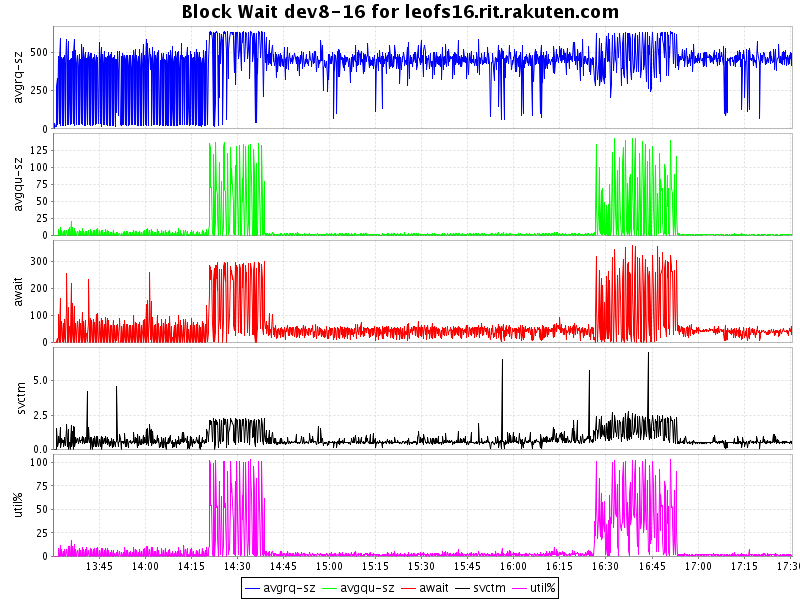 Block Wait dev8-16 for leofs16.rit.rakuten.com
avgrq-sz
500
250
0
avgqu-sz
125
100
75
50
25
0
await
300
200
100
0
svctm
5.0
2.5
0.0
util%
100
75
50
25
0
13:45 14:00 14:15 14:30 14:45 15:00 15:15 15:30 15:45 16:00 16:15 16:30 16:45 17:00 17:15 17:30
avgrq-sz avgqu-sz await svctm util%